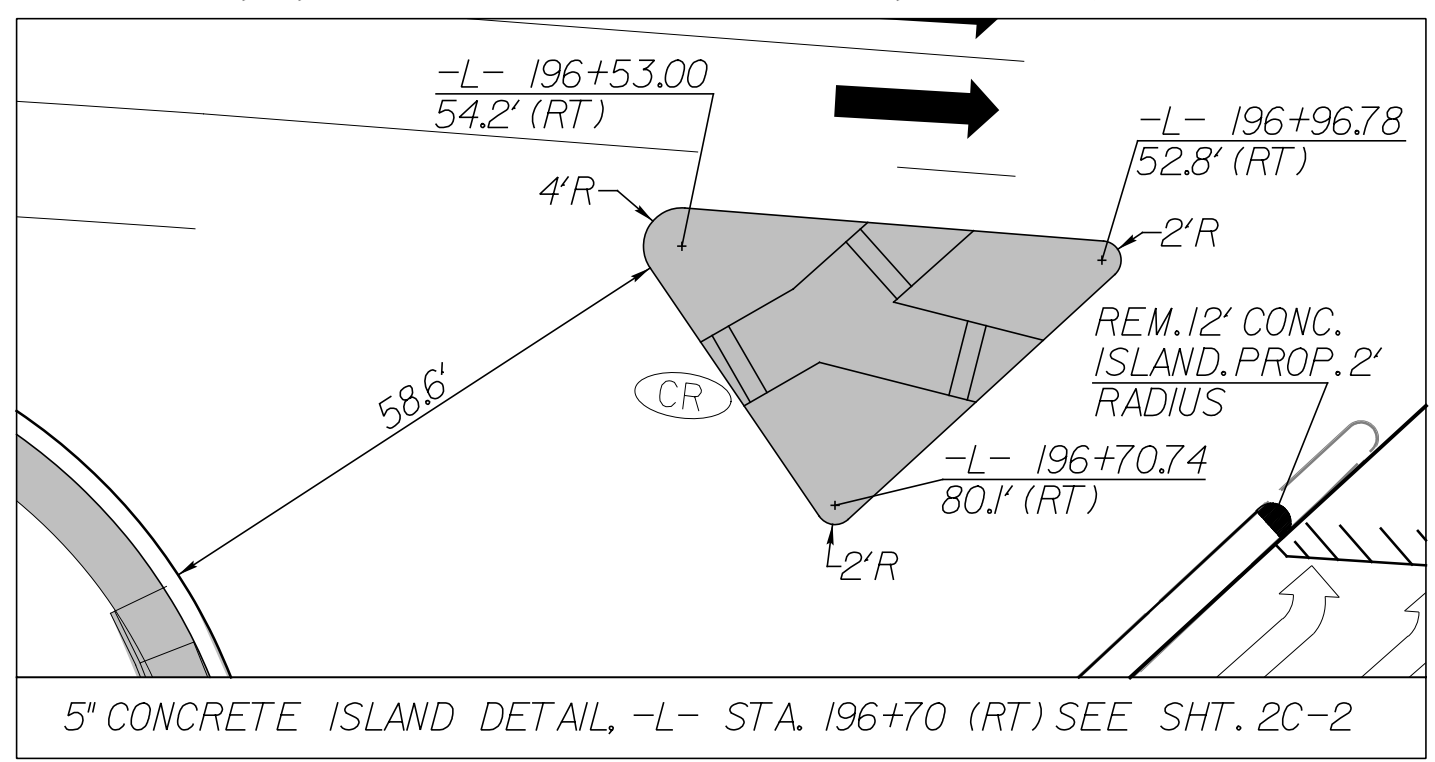 -L- 196+53.00
54.2' (RT)
-L- 196+96.78
52.8' (RT)
4'R
2'R
REM. 12' CONC.
ISLAND. PROP. 2'
RADIUS
58.6'
CR
-L- 196+70.74
80.1' (RT)
2'R
5" CONCRETE ISLAND DETAIL, -L- STA. 196+70 (RT) SEE SHT. 2C-2